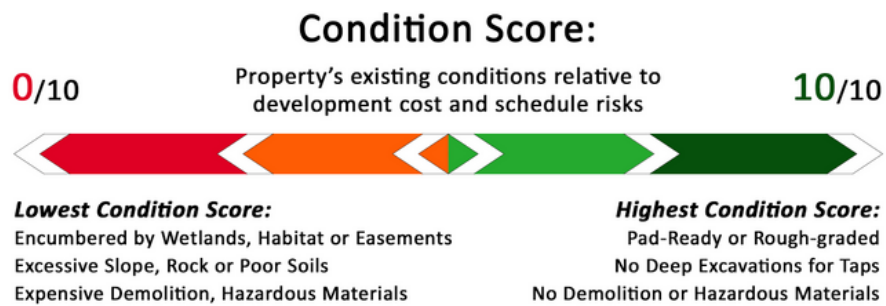 Condition Score:
0/10
Property's existing conditions relative to
development cost and schedule risks
10/10
Lowest Condition Score:
Encumbered by Wetlands, Habitat or Easements
Excessive Slope, Rock or Poor Soils
Expensive Demolition, Hazardous Materials
Highest Condition Score:
Pad-Ready or Rough-graded
No Deep Excavations for Taps
No Demolition or Hazardous Materials